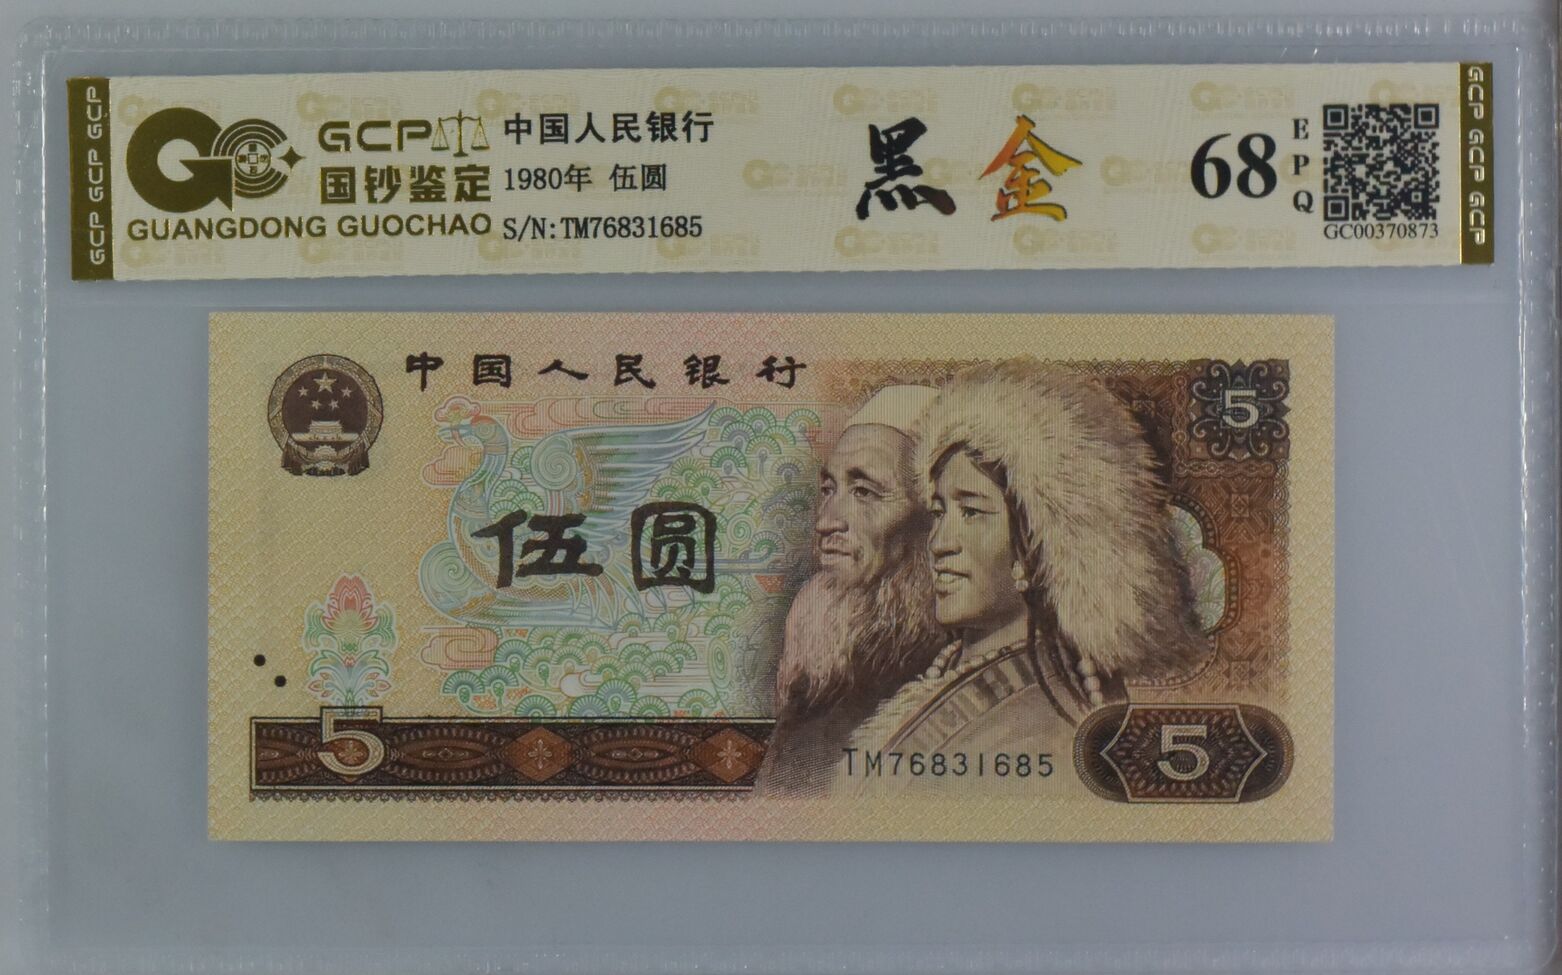 GCP GCP GCP
GCP
国钞鉴定
GUANGDONG GUOCHAO
中国人民银行
1980年 伍圆
S/N:TM76831685
黑金
68
EPQ
GC00370873
GCP GCP GCP
中国人民银行
5
伍圆
5
TM76831685
5